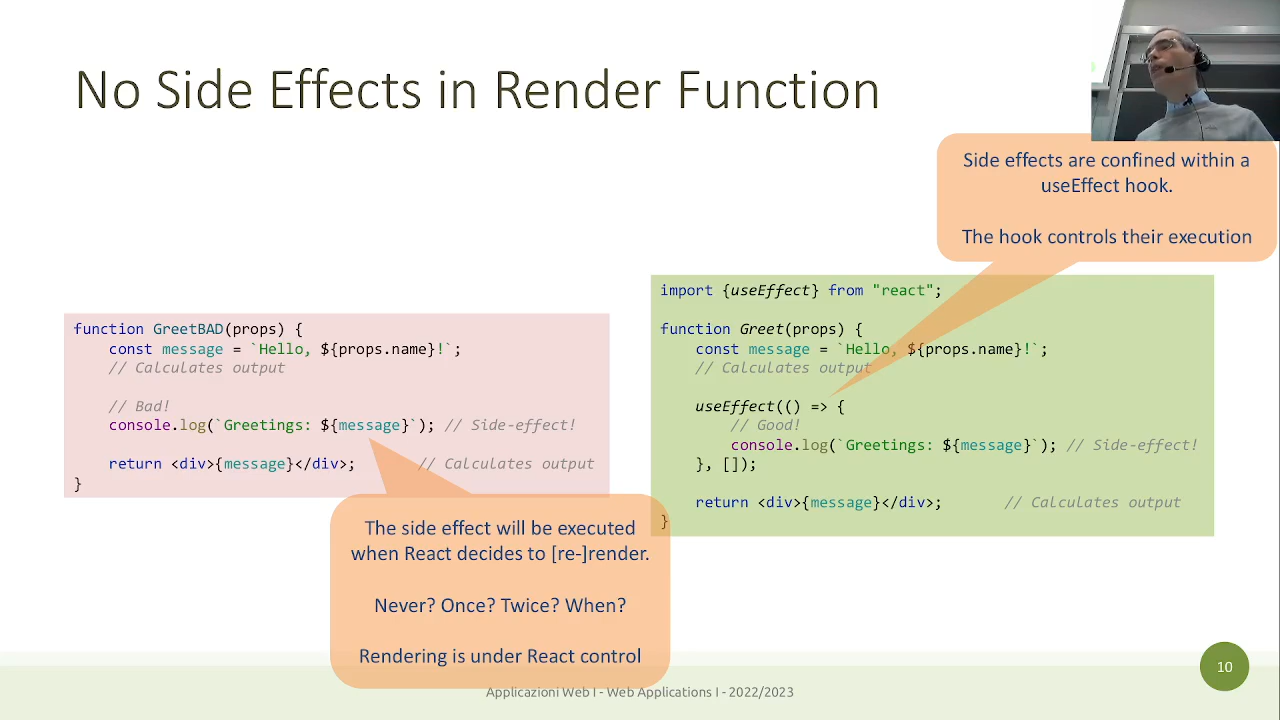 No Side Effects in Render Function
Side effects are confined within a
useEffect hook.
The hook controls their execution
function GreetBAD(props) {
const message = `Hello, ${props.name}!`;
// Calculates output
// Bad!
console.log(`Greetings: ${message}`); // Side-effect!
return <div>{message}</div>; // Calculates output
}
The side effect will be executed
when React decides to [re-]render.
Never? Once? Twice? When?
Rendering is under React control
import {useEffect} from "react";
function Greet(props) {
const message = `Hello, ${props.name}!`;
// Calculates output
useEffect(() => {
// Good!
console.log(`Greetings: ${message}`); // Side-effect!
}, []);
return <div>{message}</div>; // Calculates output
}
Applicazioni Web I - Web Applications I - 2022/2023
10